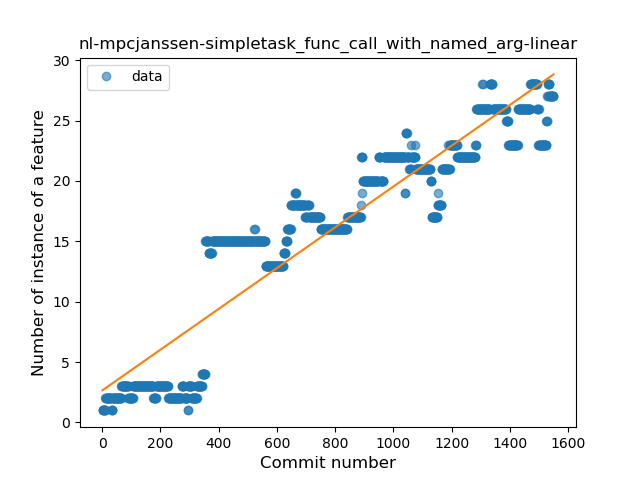 nl-mpcjanssen-simpletask_func_call_with_named_arg-linear
data
Number of instance of a feature
30
25
20
15
10
5
0
0 200 400 600 800 1000 1200 1400 1600
Commit number